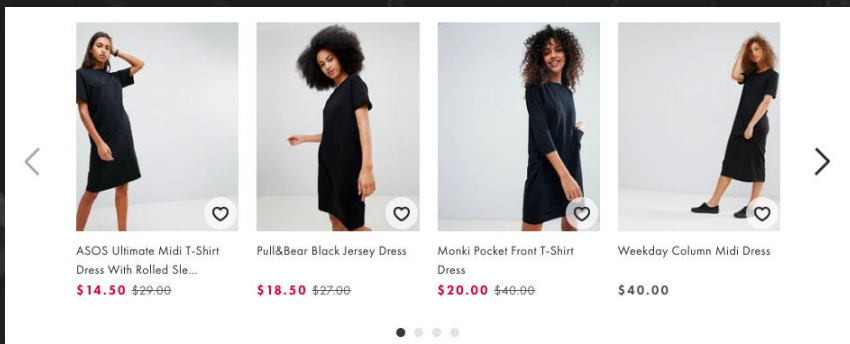 ASOS Ultimate Midi T-Shirt
Dress With Rolled Sle...
$14.50 $29.00
Pull&Bear Black Jersey Dress
$18.50 $27.00
Monki Pocket Front T-Shirt
Dress
$20.00 $40.00
Weekday Column Midi Dress
$40.00